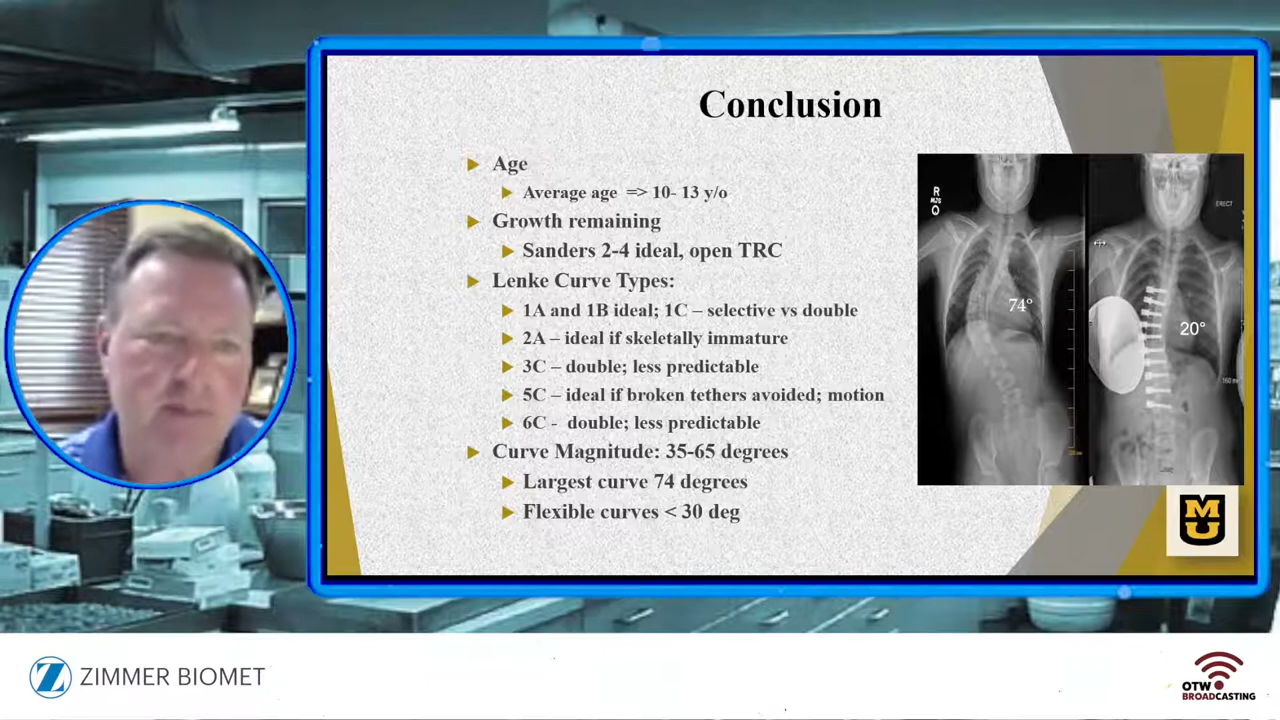 Conclusion
Age
Average age => 10- 13 y/o
Growth remaining
Sanders 2-4 ideal, open TRC
Lenke Curve Types:
1A and 1B ideal; 1C – selective vs double
2A – ideal if skeletally immature
3C – double; less predictable
5C – ideal if broken tethers avoided; motion
6C - double; less predictable
Curve Magnitude: 35-65 degrees
Largest curve 74 degrees
Flexible curves < 30 deg
R
MJS
O
74°
ERECT
20°
MU
ZIMMER BIOMET
OTW
BROADCASTING